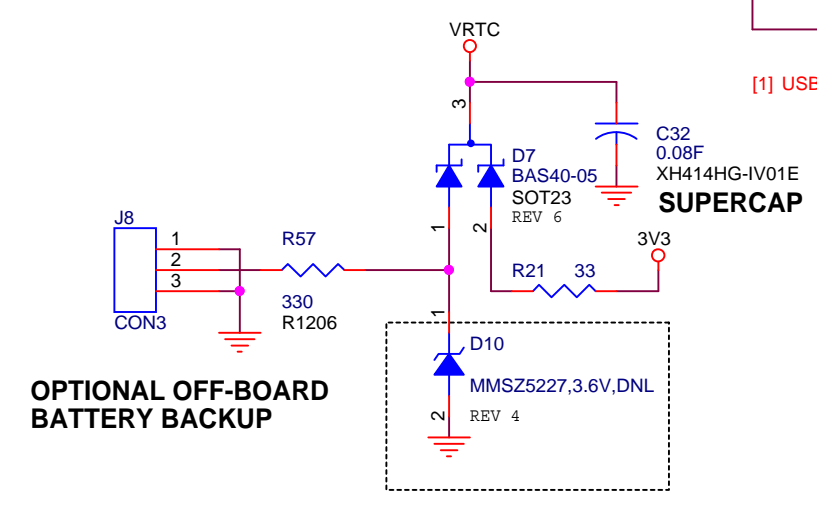 VRTC
[1] USB
3
C32
0.08F
XH414HG-IV01E
SUPERCAP
D7
BAS40-05
SOT23
REV 6
1
2
J8
1
2
3
CON3
R57
330
R1206
3V3
R21 33
1
D10
MMSZ5227,3.6V,DNL
2
REV 4
OPTIONAL OFF-BOARD
BATTERY BACKUP